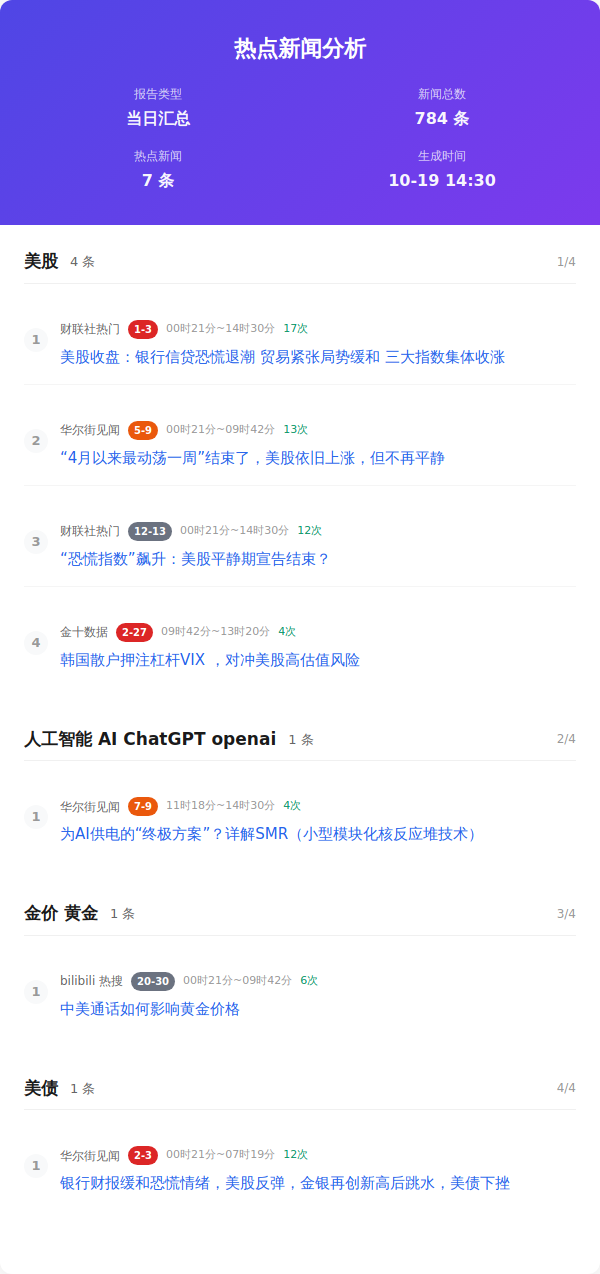 热点新闻分析
报告类型
新闻总数
当日汇总
784 条
热点新闻
生成时间
7 条
10-19 14:30
美股 4 条 1/4
1 财联社热门 1-3 00时21分~14时30分 17次
美股收盘：银行信贷恐慌退潮 贸易紧张局势缓和 三大指数集体收涨
2 华尔街见闻 5-9 00时21分~09时42分 13次
“4月以来最动荡一周”结束了，美股依旧上涨，但不再平静
3 财联社热门 12-13 00时21分~14时30分 12次
“恐慌指数”飙升：美股平静期宣告结束？
4 金十数据 2-27 09时42分~13时20分 4次
韩国散户押注杠杆VIX ，对冲美股高估值风险
人工智能 AI ChatGPT openai 1 条 2/4
1 华尔街见闻 7-9 11时18分~14时30分 4次
为AI供电的“终极方案”？详解SMR（小型模块化核反应堆技术）
金价 黄金 1 条 3/4
1 bilibili 热搜 20-30 00时21分~09时42分 6次
中美通话如何影响黄金价格
美债 1 条 4/4
1 华尔街见闻 2-3 00时21分~07时19分 12次
银行财报缓和恐慌情绪，美股反弹，金银再创新高后跳水，美债下挫